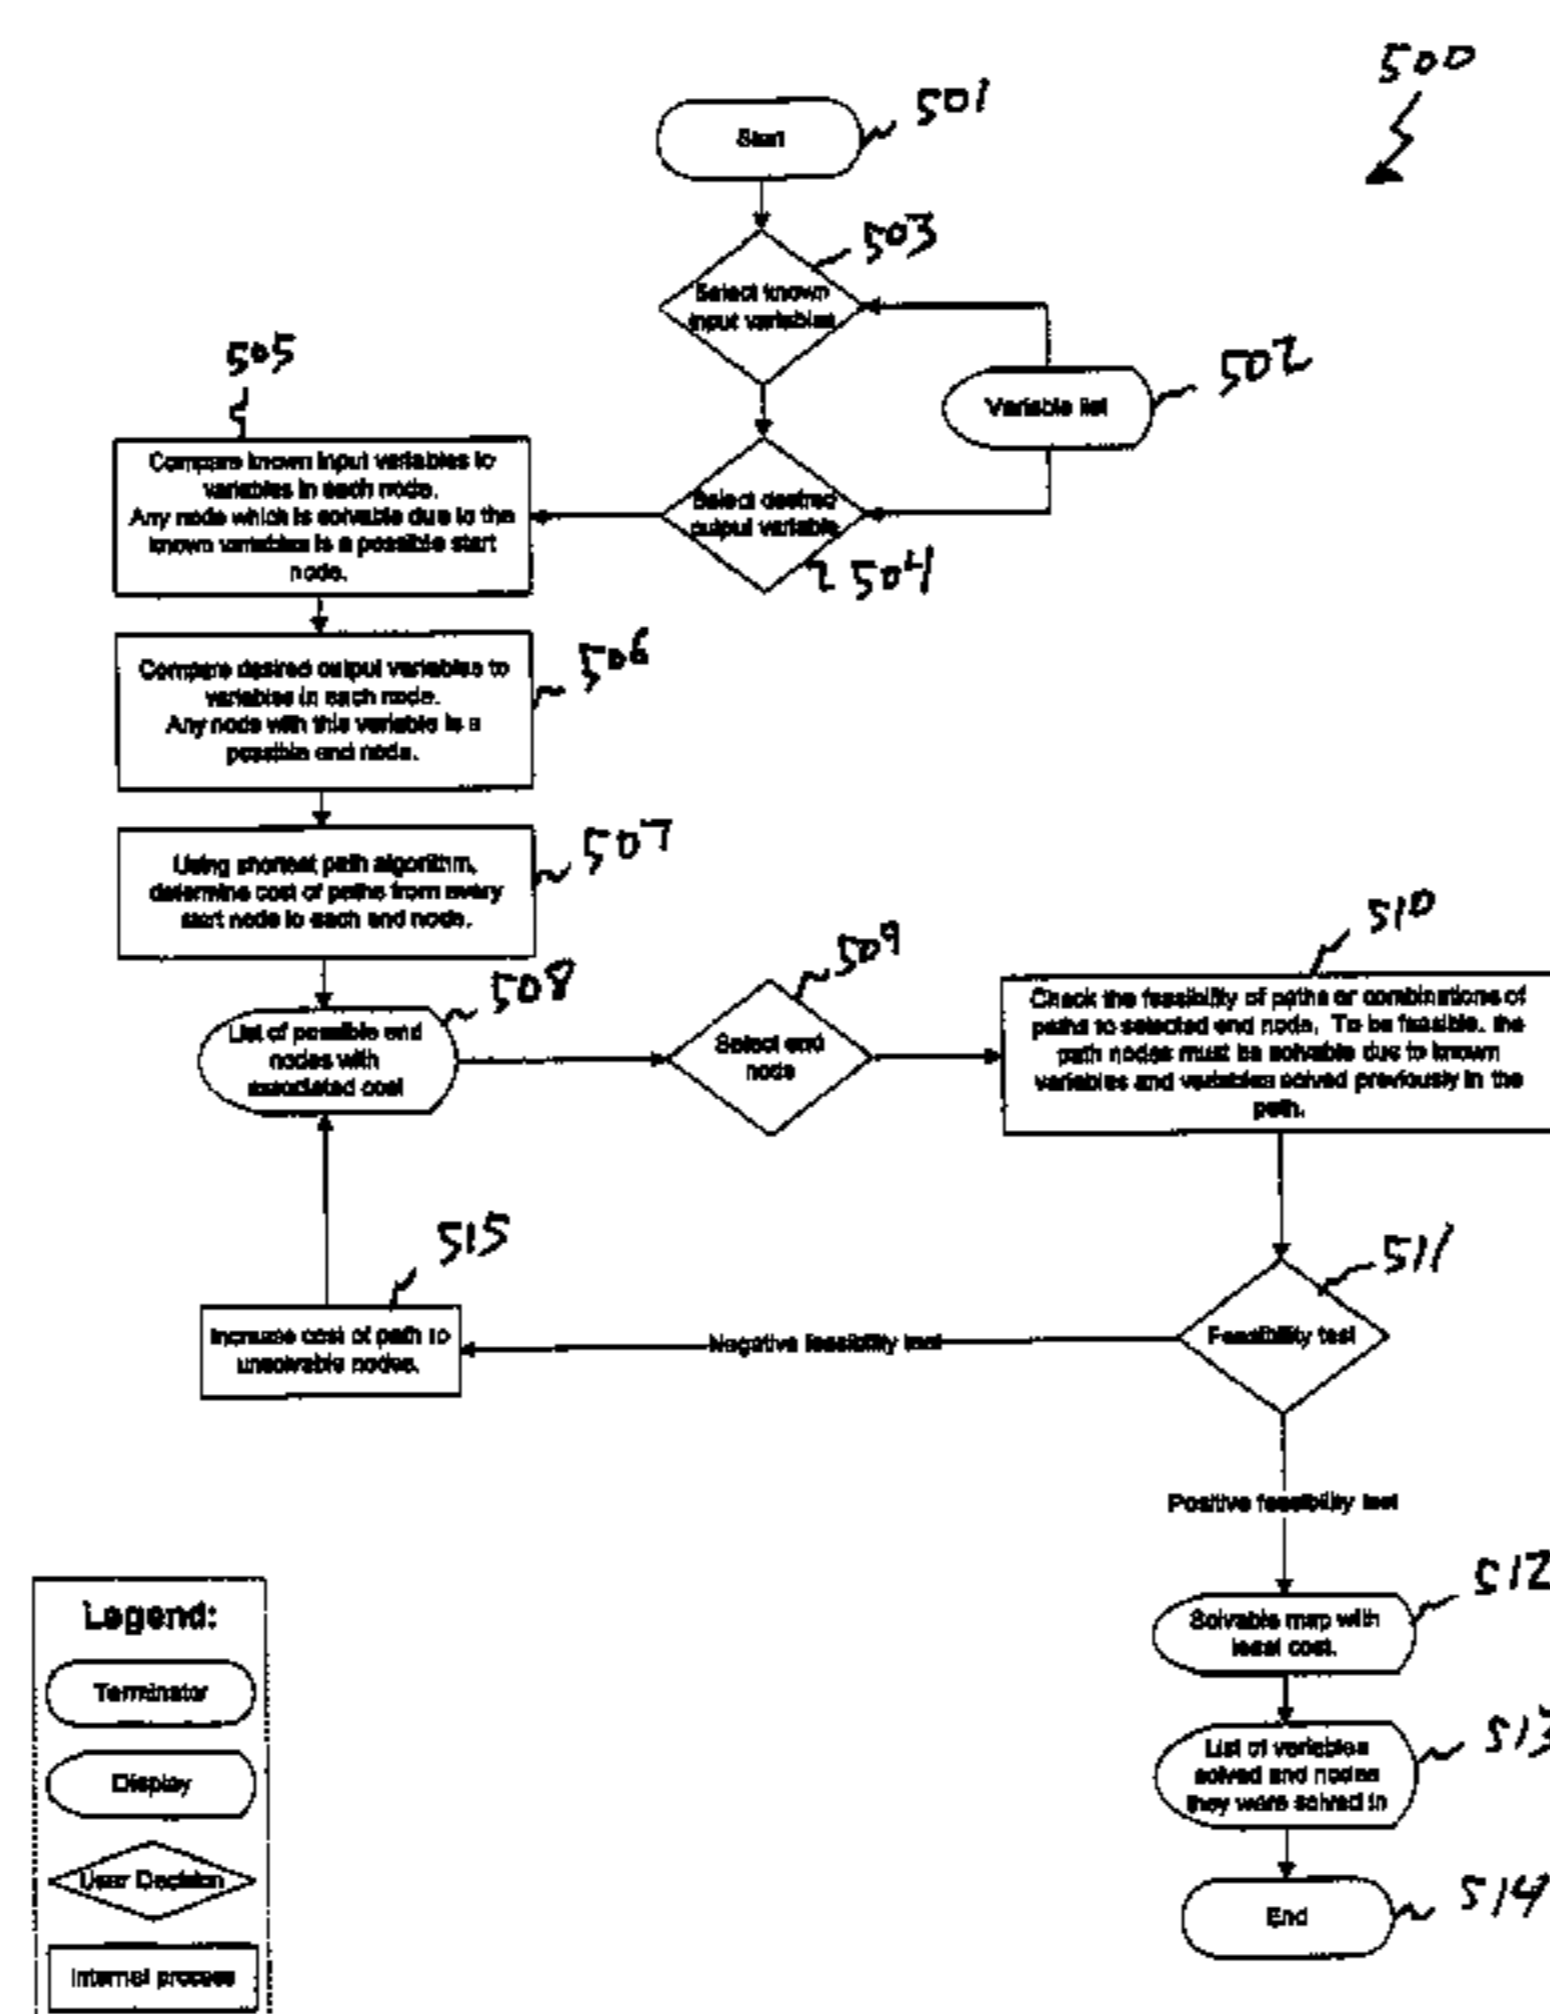 500
501
Start
503
Select known
input variables
502
Variable list
505
Compare known input variables to
variables in each node.
Any node which is solvable due to the
known variables is a possible start
node.
Select desired
output variable
504
506
Compare desired output variables to
variables in each node.
Any node with this variable is a
possible end node.
507
Using shortest path algorithm,
determine cost of paths from every
start node to each end node.
508
List of possible end
nodes with
associated cost
509
Select end
node
510
Check the feasibility of paths or combinations of
paths to selected end node. To be feasible, the
path nodes must be solvable due to known
variables and variables solved previously in the
path.
515
Increase cost of path to
unsolvable nodes.
Negative feasibility test
511
Feasibility test
Positive feasibility test
512
Solvable map with
least cost.
513
List of variables
solved and nodes
they were solved in
514
End
Legend:
Terminator
Display
User Decision
Internal process